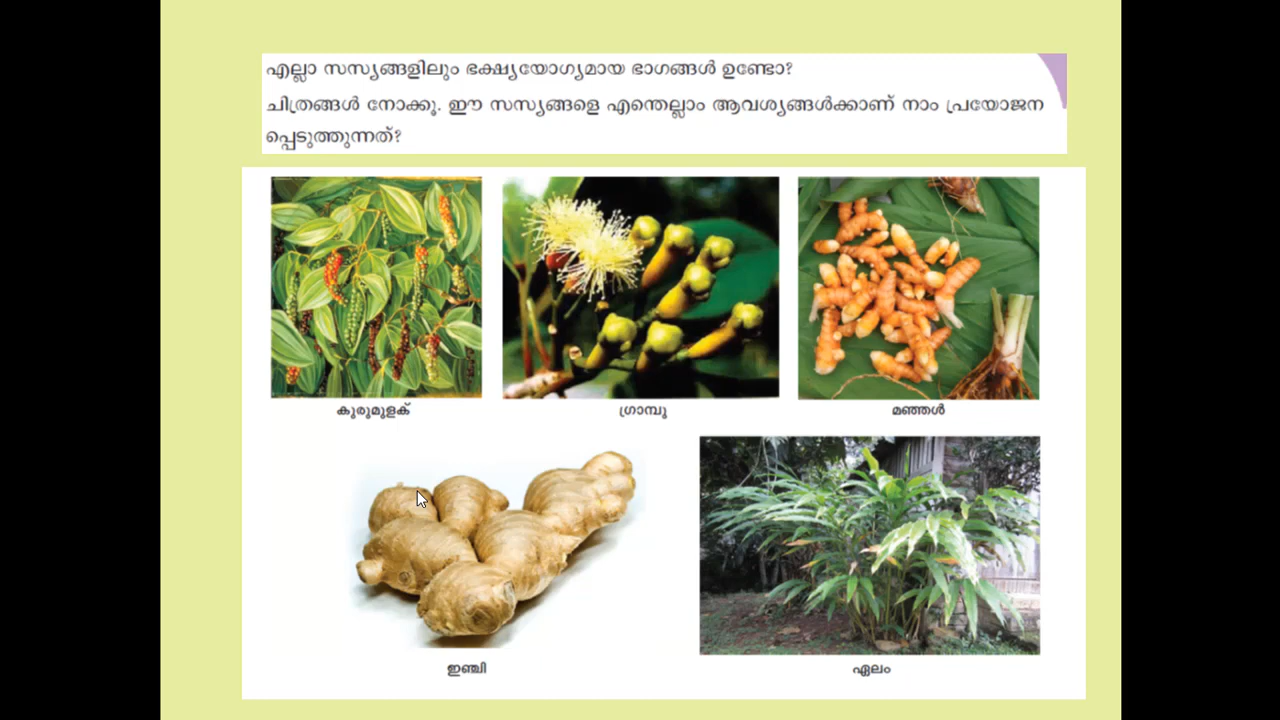 എല്ലാ സസ്യങ്ങളിലും ഭക്ഷ്യയോഗ്യമായ ഭാഗങ്ങൾ ഉണ്ടോ?
ചിത്രങ്ങൾ നോക്കൂ. ഈ സസ്യങ്ങളെ എന്തെല്ലാം ആവശ്യങ്ങൾക്കാണ് നാം പ്രയോജന
പ്പെടുത്തുന്നത്?
കുരുമുളക്
ഗ്രാമ്പൂ
മഞ്ഞൾ
ഇഞ്ചി
ഏലം